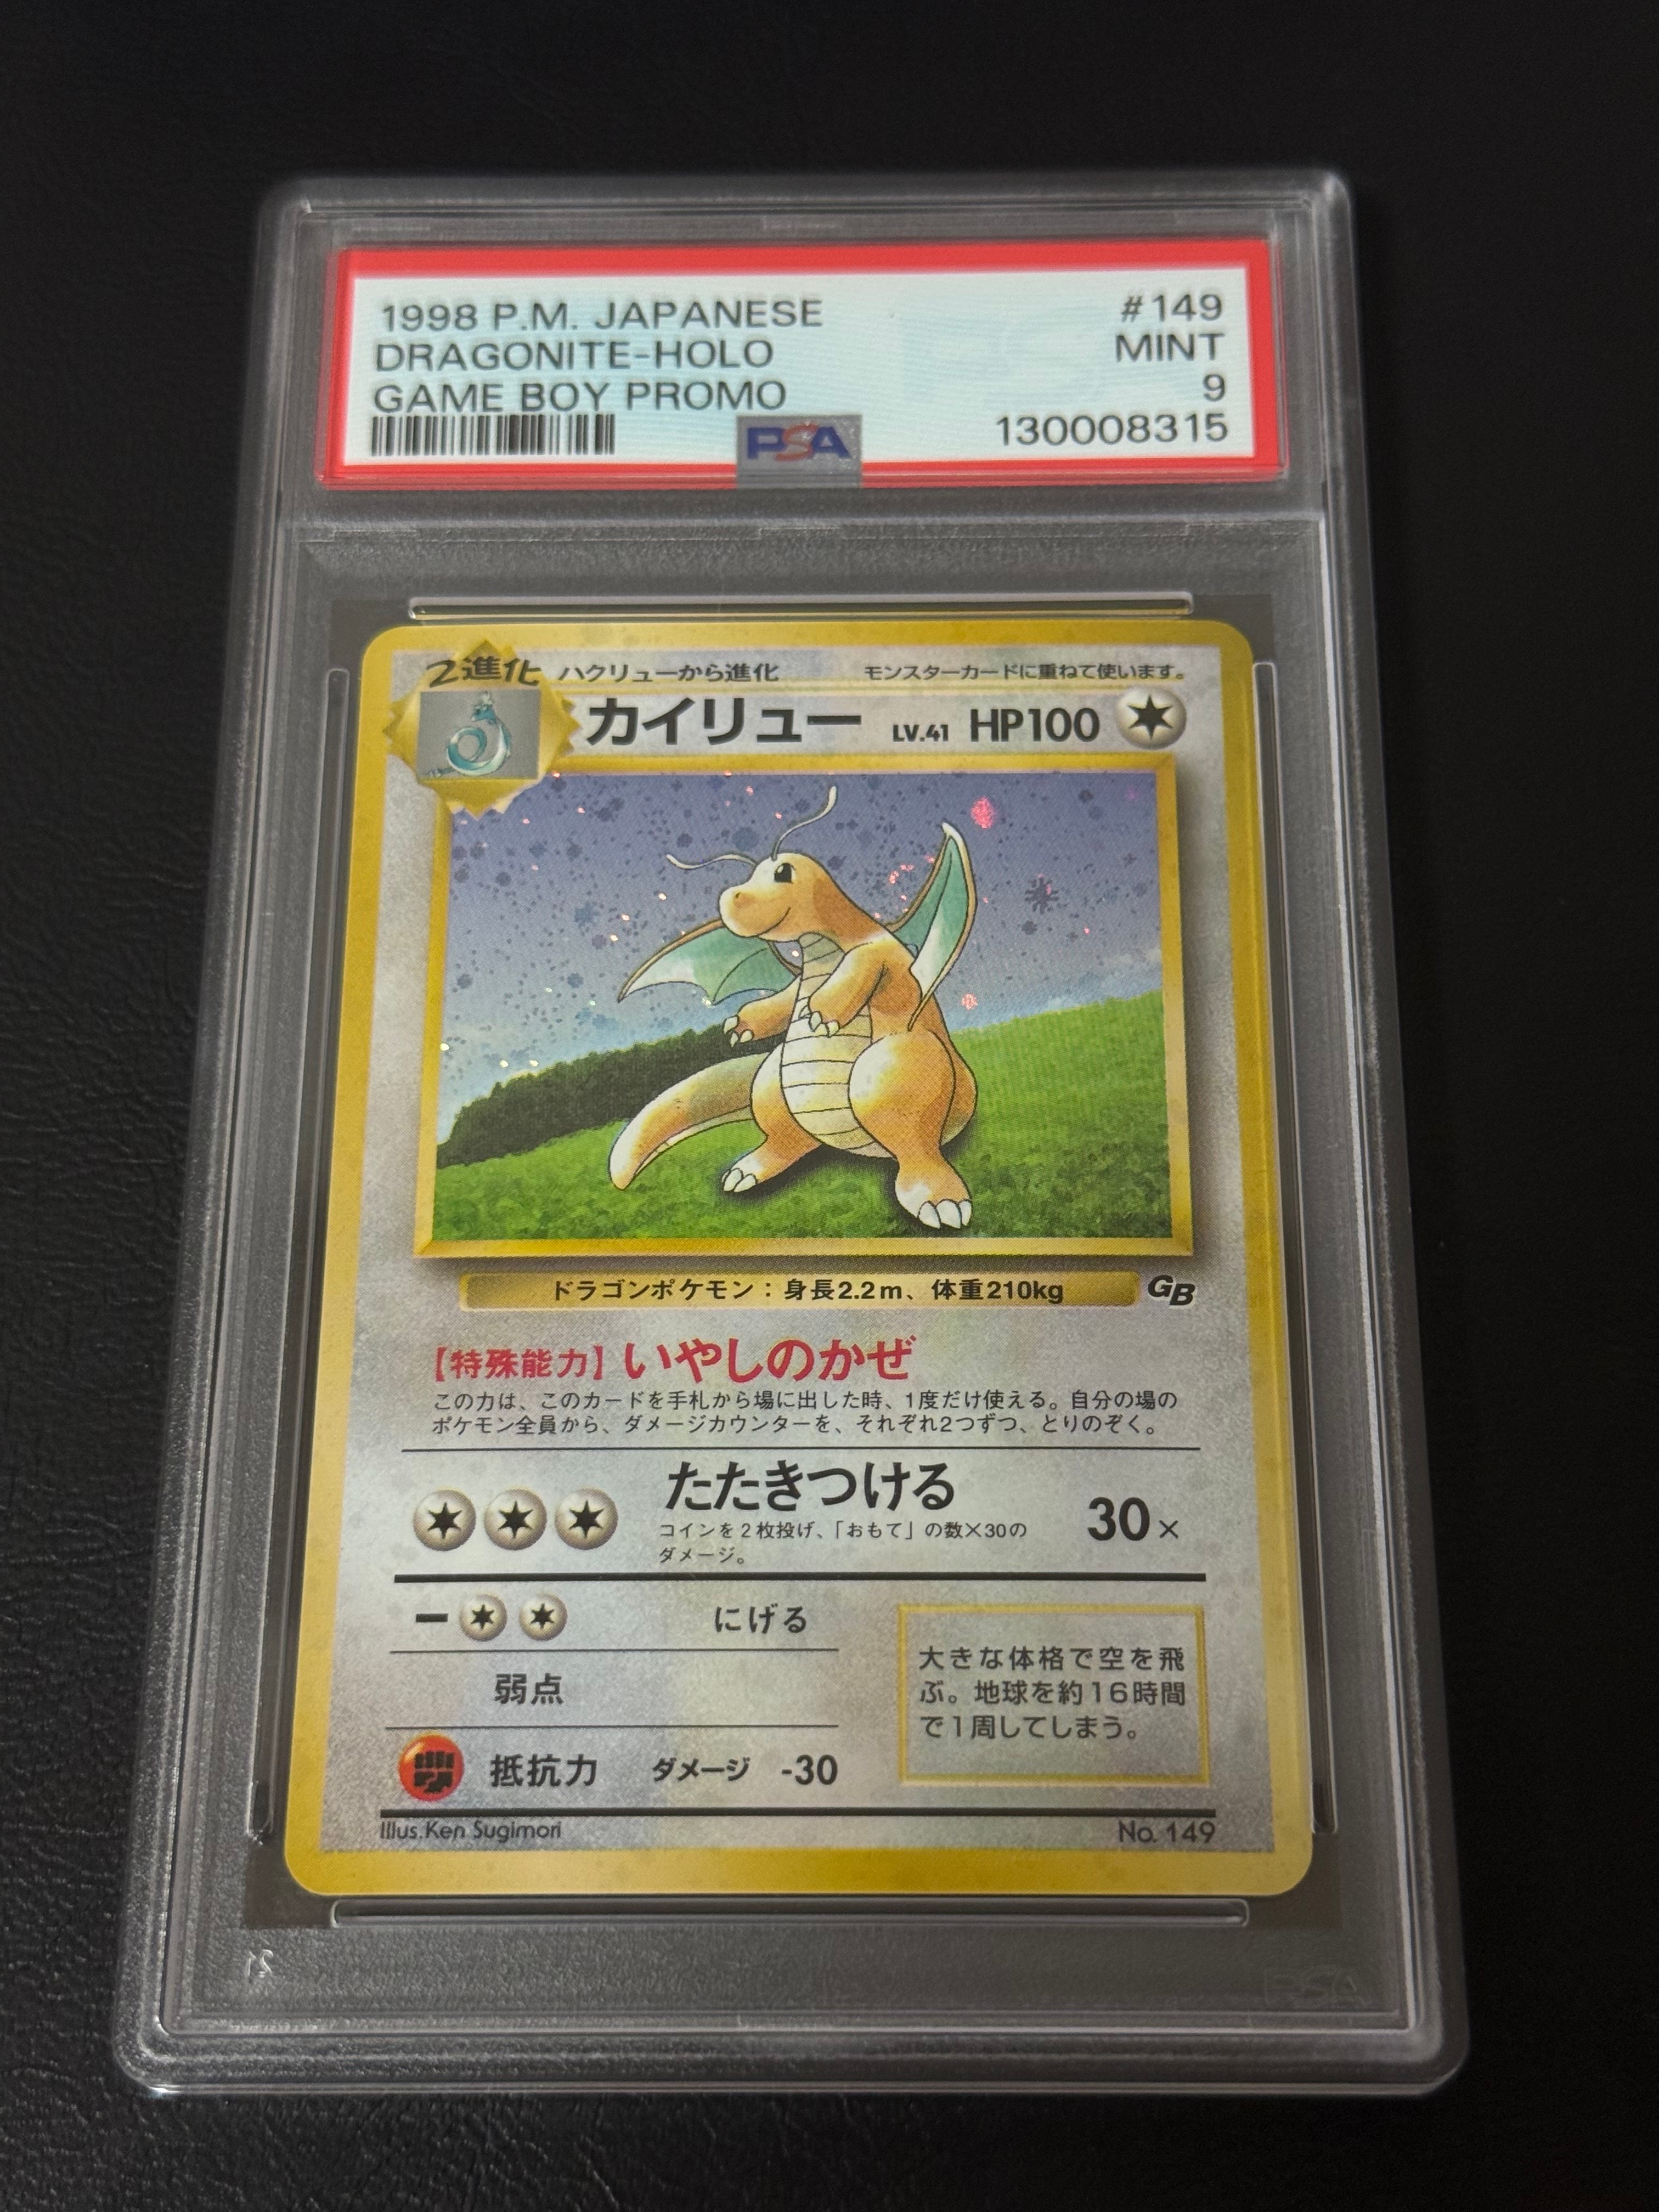 1998 P.M. JAPANESE #149
DRAGONITE-HOLO MINT
GAME BOY PROMO 9
PSA 130008315
2進化 ハクリューから進化 モンスターカードに重ねて使います。
カイリュー LV.41 HP100
ドラゴンポケモン：身長2.2m、体重210kg GB
【特殊能力】いやしのかぜ
この力は、このカードを手札から場に出した時、1度だけ使える。自分の場の
ポケモン全員から、ダメージカウンターを、それぞれ2つずつ、とりのぞく。
たたきつける 30×
コインを2枚投げ、「おもて」の数×30の
ダメージ。
ー にげる
弱点
抵抗力 ダメージ -30
大きな体格で空を飛
ぶ。地球を約16時間
で1周してしまう。
Illus.Ken Sugimori No. 149
PSA